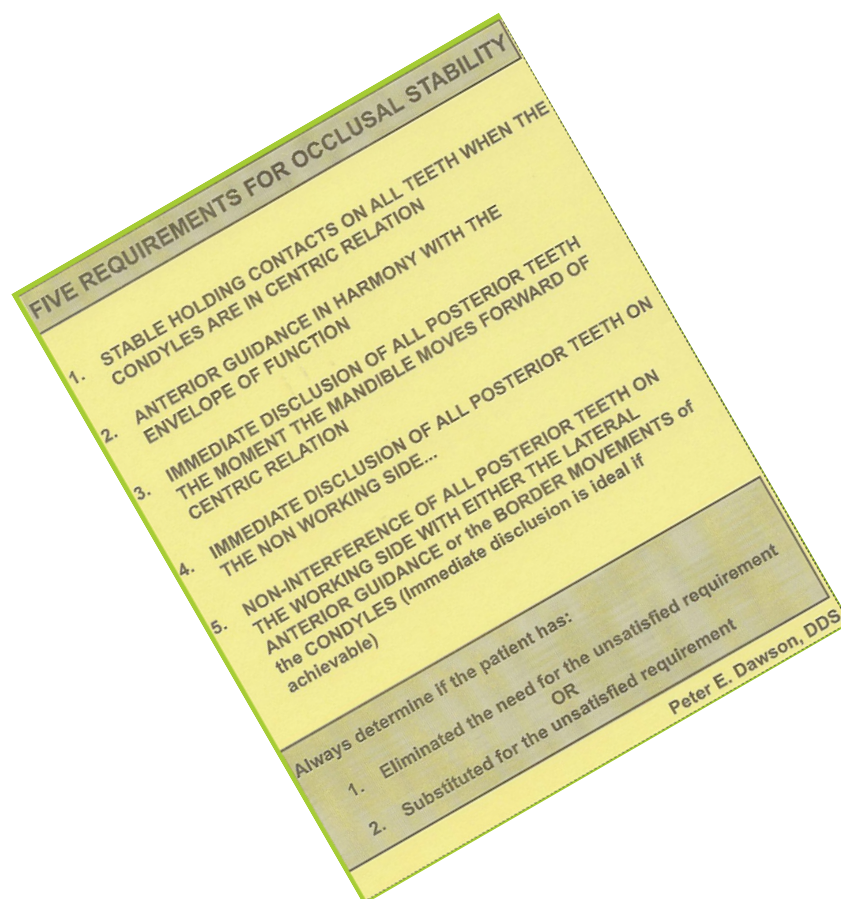 FIVE REQUIREMENTS FOR OCCLUSAL STABILITY
1. STABLE HOLDING CONTACTS ON ALL TEETH WHEN THE
CONDYLES ARE IN CENTRIC RELATION
2. ANTERIOR GUIDANCE IN HARMONY WITH THE
ENVELOPE OF FUNCTION
3. IMMEDIATE DISCLUSION OF ALL POSTERIOR TEETH
THE MOMENT THE MANDIBLE MOVES FORWARD OF
CENTRIC RELATION
4. IMMEDIATE DISCLUSION OF ALL POSTERIOR TEETH ON
THE NON WORKING SIDE...
5. NON-INTERFERENCE OF ALL POSTERIOR TEETH ON
THE WORKING SIDE WITH EITHER THE LATERAL
ANTERIOR GUIDANCE or the BORDER MOVEMENTS of
the CONDYLES (Immediate disclusion is ideal if
achievable)
Always determine if the patient has:
1. Eliminated the need for the unsatisfied requirement
OR
2. Substituted for the unsatisfied requirement
Peter E. Dawson, DDS